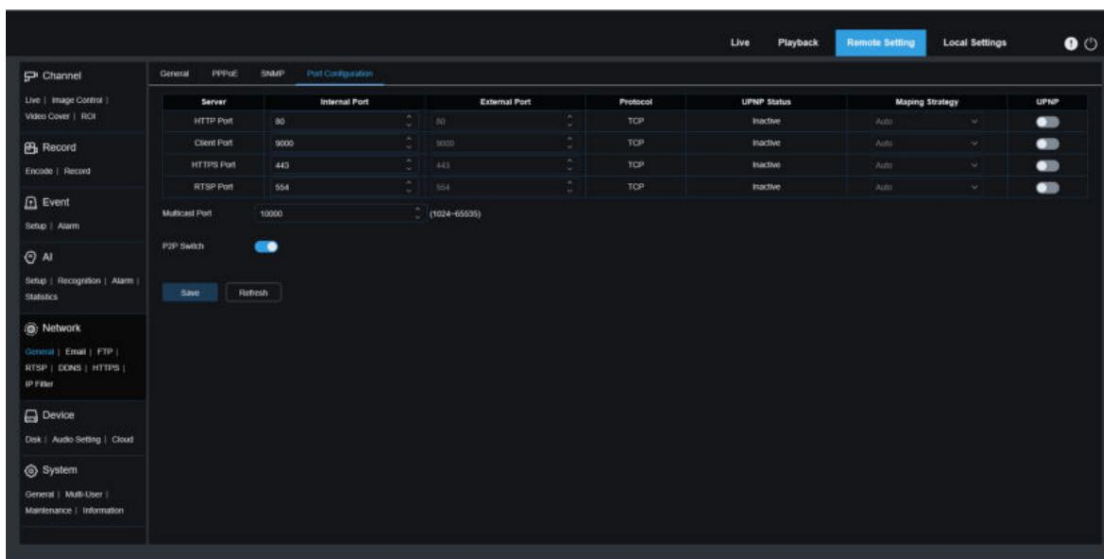 Live Playback Remote Setting Local Settings
Channel
Live | Image Control |
Video Cover | ROI
Record
Encode | Record
Event
Setup | Alarm
AI
Setup | Recognition | Alarm |
Statistics
Network
General | Email | FTP |
RTSP | DDNS | HTTPS |
IP Filter
Device
Disk | Audio Setting | Cloud
System
General | Multi-User |
Maintenance | Information
General PPPoE SNMP Port Configuration
Server Internal Port External Port Protocol UPNP Status Maping Strategy UPNP
HTTP Port 80 80 TCP Inactive Auto
Client Port 9000 9000 TCP Inactive Auto
HTTPS Port 443 443 TCP Inactive Auto
RTSP Port 554 554 TCP Inactive Auto
Multicast Port 10000 (1024~65535)
P2P Switch
Save Refresh